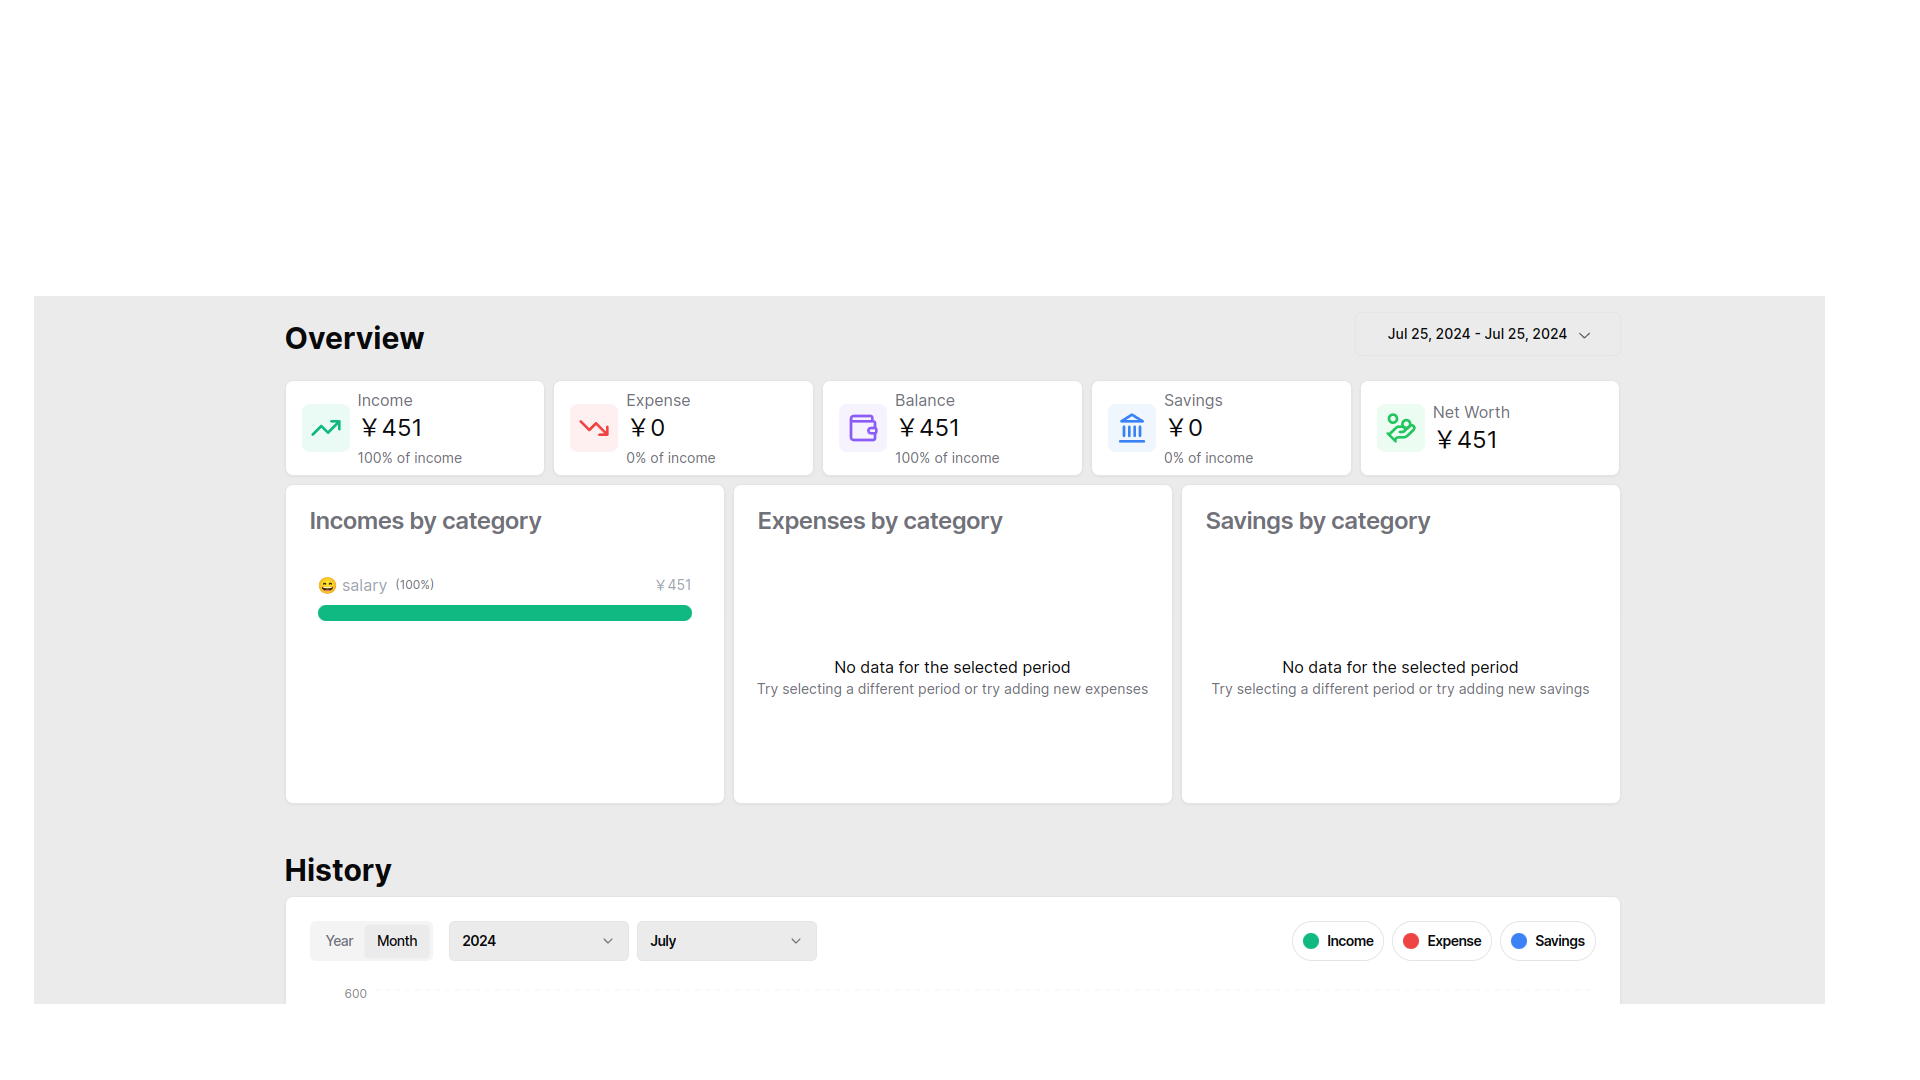 Overview
Jul 25, 2024 - Jul 25, 2024
Income
¥451
100% of income
Expense
¥0
0% of income
Balance
¥451
100% of income
Savings
¥0
0% of income
Net Worth
¥451
Incomes by category
😄 salary (100%) ¥451
Expenses by category
No data for the selected period
Try selecting a different period or try adding new expenses
Savings by category
No data for the selected period
Try selecting a different period or try adding new savings
History
Year Month 2024 July Income Expense Savings
600